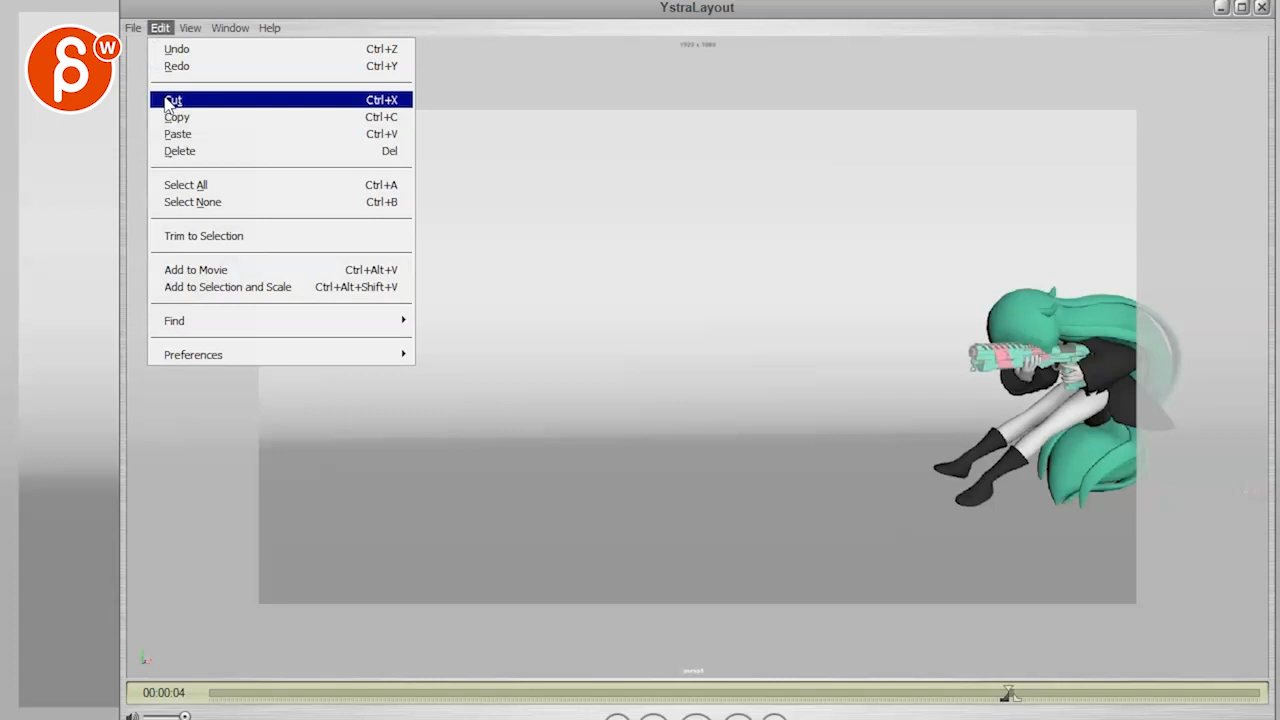 YstraLayout
File Edit View Window Help
1920 x 1080
Undo Ctrl+Z
Redo Ctrl+Y
Cut Ctrl+X
Copy Ctrl+C
Paste Ctrl+V
Delete Del
Select All Ctrl+A
Select None Ctrl+B
Trim to Selection
Add to Movie Ctrl+Alt+V
Add to Selection and Scale Ctrl+Alt+Shift+V
Find
Preferences
00:00:04
W